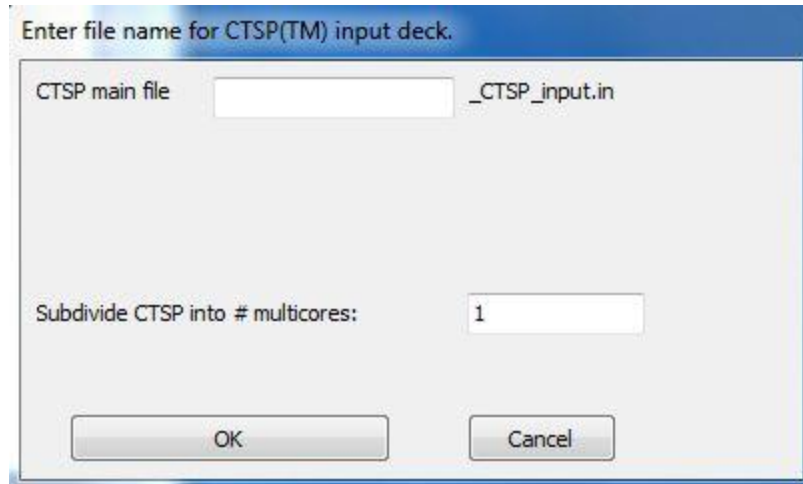 Enter file name for CTSP(TM) input deck.
CTSP main file _CTSP_input.in
Subdivide CTSP into # multicores: 1
OK Cancel